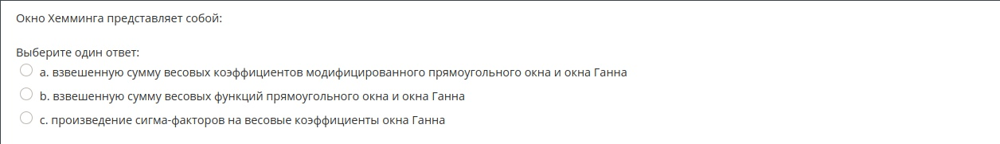 Окно Хемминга представляет собой:
Выберите один ответ:
a. взвешенную сумму весовых коэффициентов модифицированного прямоугольного окна и окна Ганна
b. взвешенную сумму весовых функций прямоугольного окна и окна Ганна
c. произведение сигма-факторов на весовые коэффициенты окна Ганна